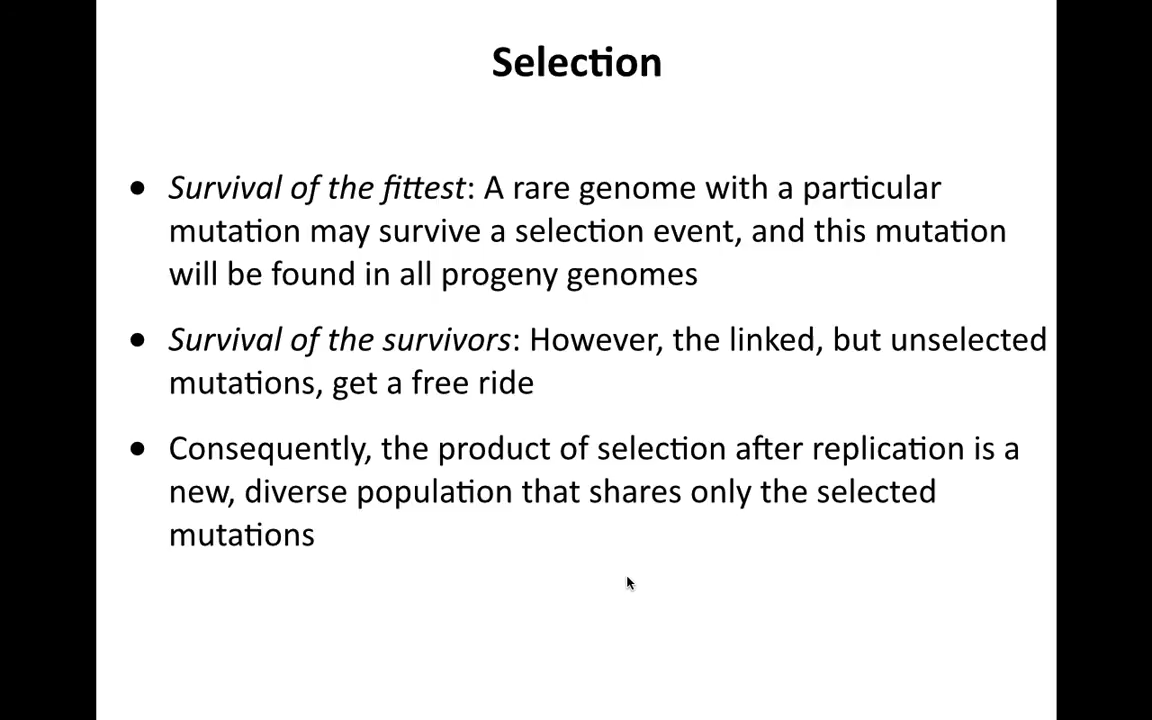 Selection
• Survival of the fittest: A rare genome with a particular
mutation may survive a selection event, and this mutation
will be found in all progeny genomes
• Survival of the survivors: However, the linked, but unselected
mutations, get a free ride
• Consequently, the product of selection after replication is a
new, diverse population that shares only the selected
mutations